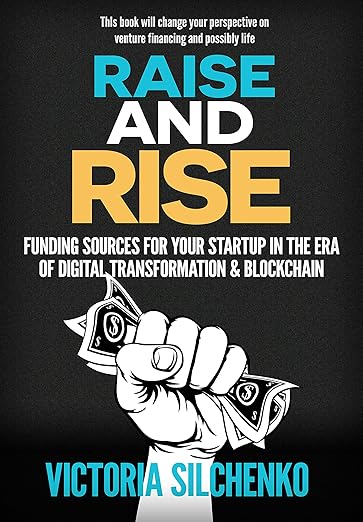 This book will change your perspective on
venture financing and possibly life
RAISE
AND
RISE
FUNDING SOURCES FOR YOUR STARTUP IN THE ERA
OF DIGITAL TRANSFORMATION & BLOCKCHAIN
$
$
VICTORIA SILCHENKO